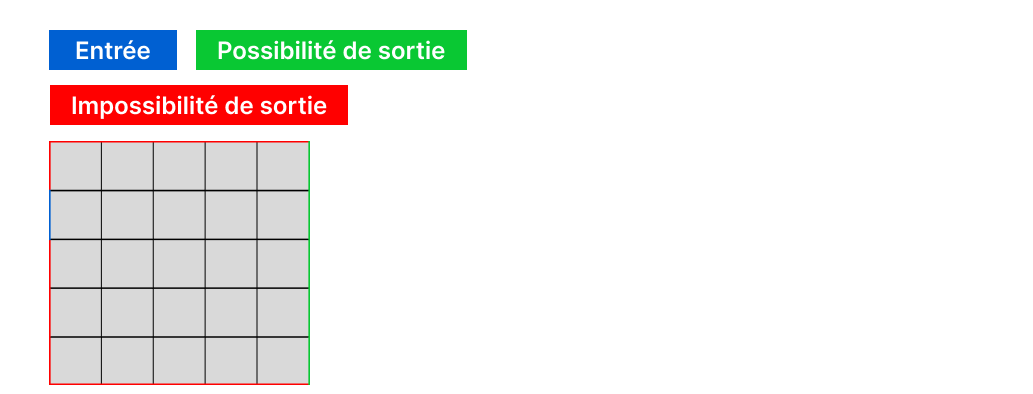 Entrée
Possibilité de sortie
Impossibilité de sortie